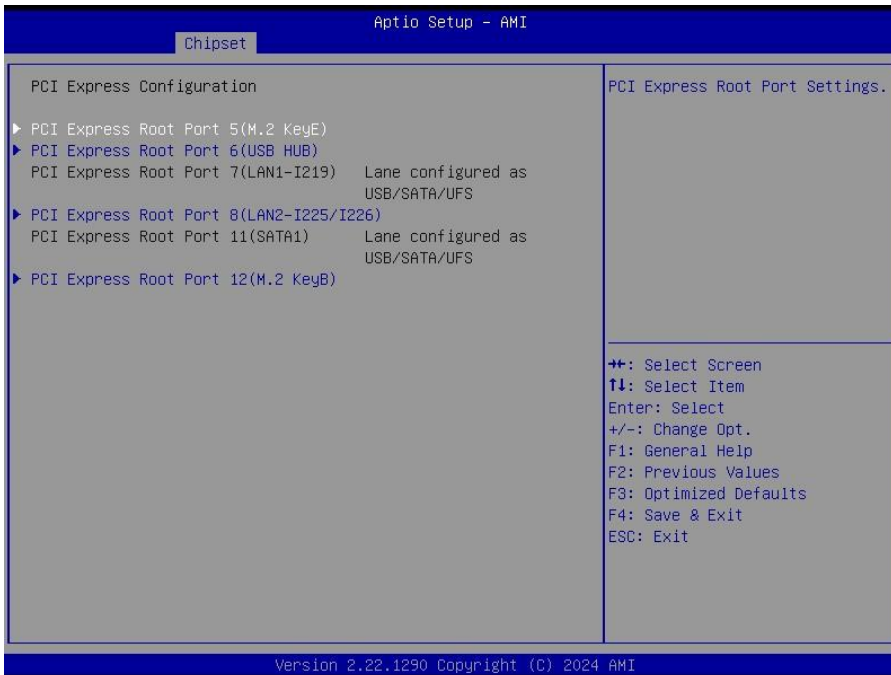 Aptio Setup - AMI
Chipset
PCI Express Configuration
PCI Express Root Port 5(M.2 KeyE)
PCI Express Root Port 6(USB HUB)
PCI Express Root Port 7(LAN1-I219) Lane configured as
USB/SATA/UFS
PCI Express Root Port 8(LAN2-I225/I226)
PCI Express Root Port 11(SATA1) Lane configured as
USB/SATA/UFS
PCI Express Root Port 12(M.2 KeyB)
PCI Express Root Port Settings.
→←: Select Screen
↑↓: Select Item
Enter: Select
+/-: Change Opt.
F1: General Help
F2: Previous Values
F3: Optimized Defaults
F4: Save & Exit
ESC: Exit
Version 2.22.1290 Copyright (C) 2024 AMI